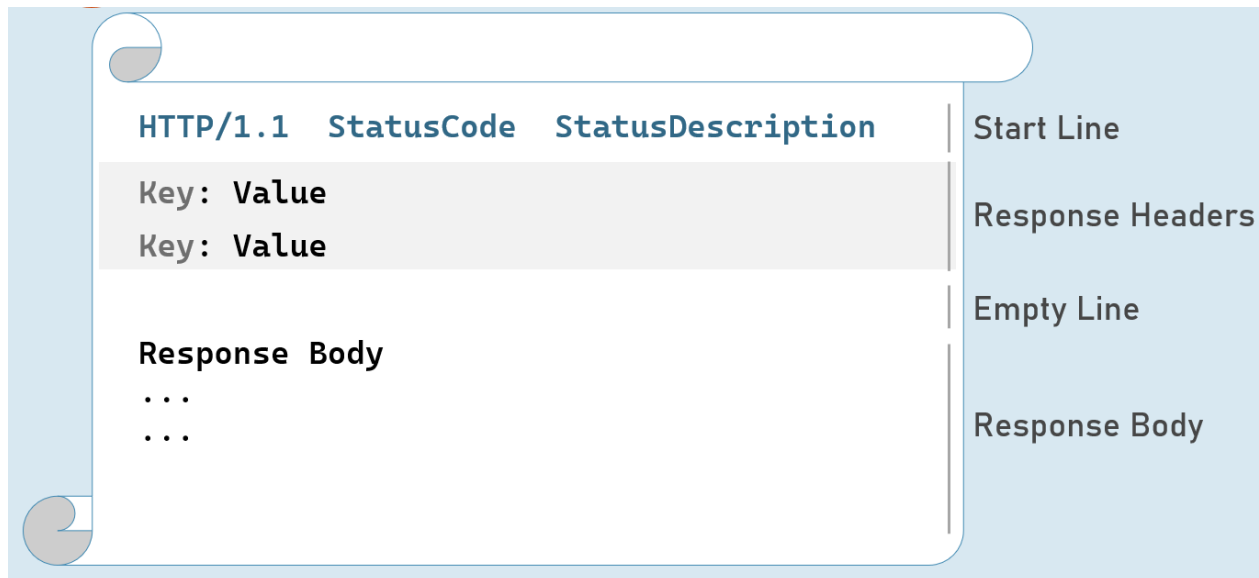 HTTP/1.1 StatusCode StatusDescription
Start Line
Key: Value
Key: Value
Response Headers
Empty Line
Response Body
...
...
Response Body